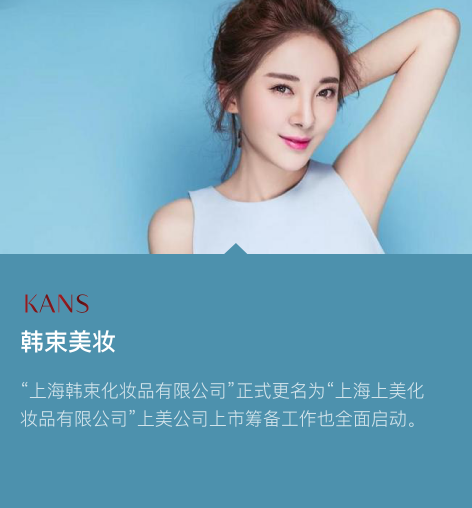 KANS
韩束美妆
“上海韩束化妆品有限公司”正式更名为“上海上美化
妆品有限公司”上美公司上市筹备工作也全面启动。